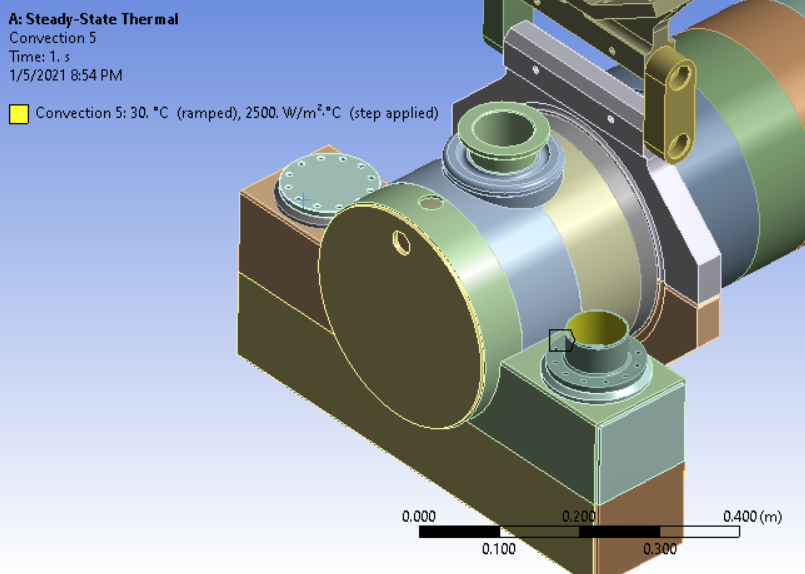 A: Steady-State Thermal
Convection 5
Time: 1. s
1/5/2021 8:54 PM
Convection 5: 30. °C (ramped), 2500. W/m²·°C (step applied)
0.000 0.200 0.400 (m)
0.100 0.300